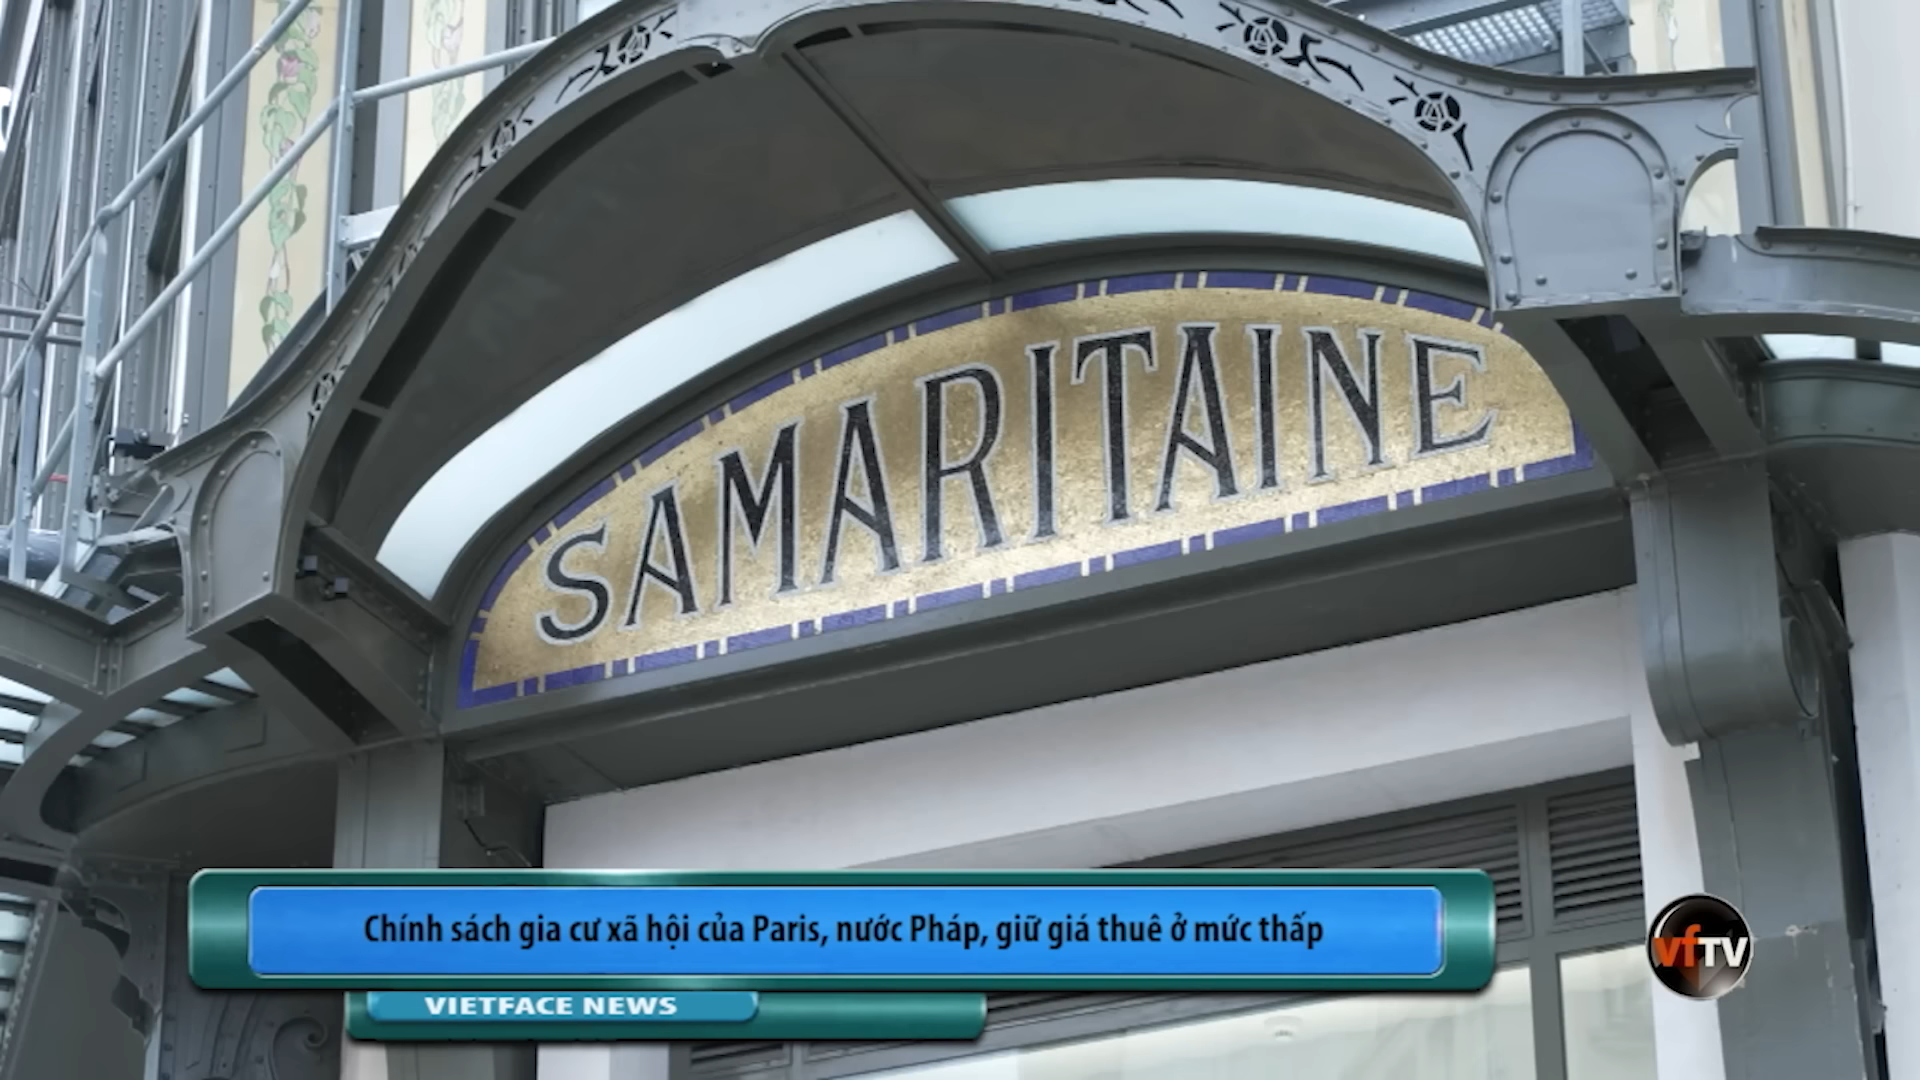 SAMARITAINE
Chính sách gia cư xã hội của Paris, nước Pháp, giữ giá thuê ở mức thấp
VIETFACE NEWS
vfTV